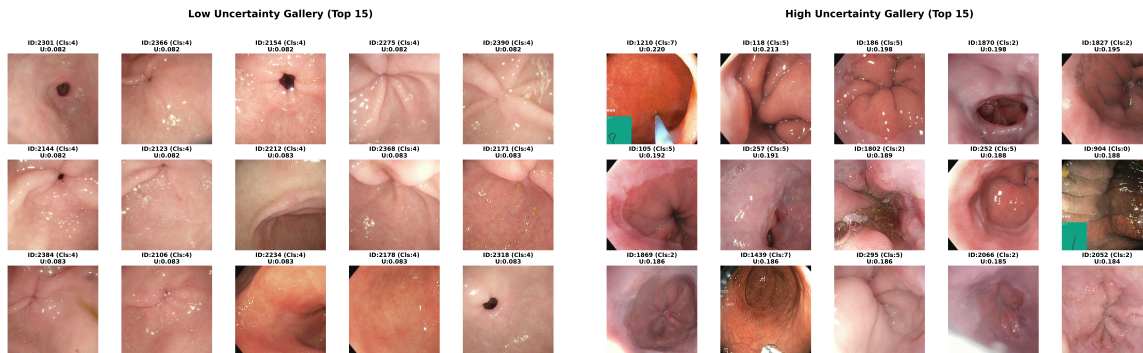 Low Uncertainty Gallery (Top 15)
High Uncertainty Gallery (Top 15)
ID:2301 (Cls:4)
U:0.082
ID:2366 (Cls:4)
U:0.082
ID:2154 (Cls:4)
U:0.082
ID:2275 (Cls:4)
U:0.082
ID:2390 (Cls:4)
U:0.082
ID:1210 (Cls:7)
U:0.220
ID:118 (Cls:5)
U:0.213
ID:186 (Cls:5)
U:0.198
ID:1870 (Cls:2)
U:0.198
ID:1827 (Cls:2)
U:0.195
ID:2144 (Cls:4)
U:0.082
ID:2123 (Cls:4)
U:0.082
ID:2212 (Cls:4)
U:0.083
ID:2368 (Cls:4)
U:0.083
ID:2171 (Cls:4)
U:0.083
ID:105 (Cls:5)
U:0.192
ID:257 (Cls:5)
U:0.191
ID:1802 (Cls:2)
U:0.189
ID:252 (Cls:5)
U:0.188
ID:904 (Cls:0)
U:0.188
ID:2384 (Cls:4)
U:0.083
ID:2106 (Cls:4)
U:0.083
ID:2234 (Cls:4)
U:0.083
ID:2178 (Cls:4)
U:0.083
ID:2318 (Cls:4)
U:0.083
ID:1869 (Cls:2)
U:0.186
ID:1439 (Cls:7)
U:0.186
ID:295 (Cls:5)
U:0.186
ID:2066 (Cls:2)
U:0.185
ID:2052 (Cls:2)
U:0.184